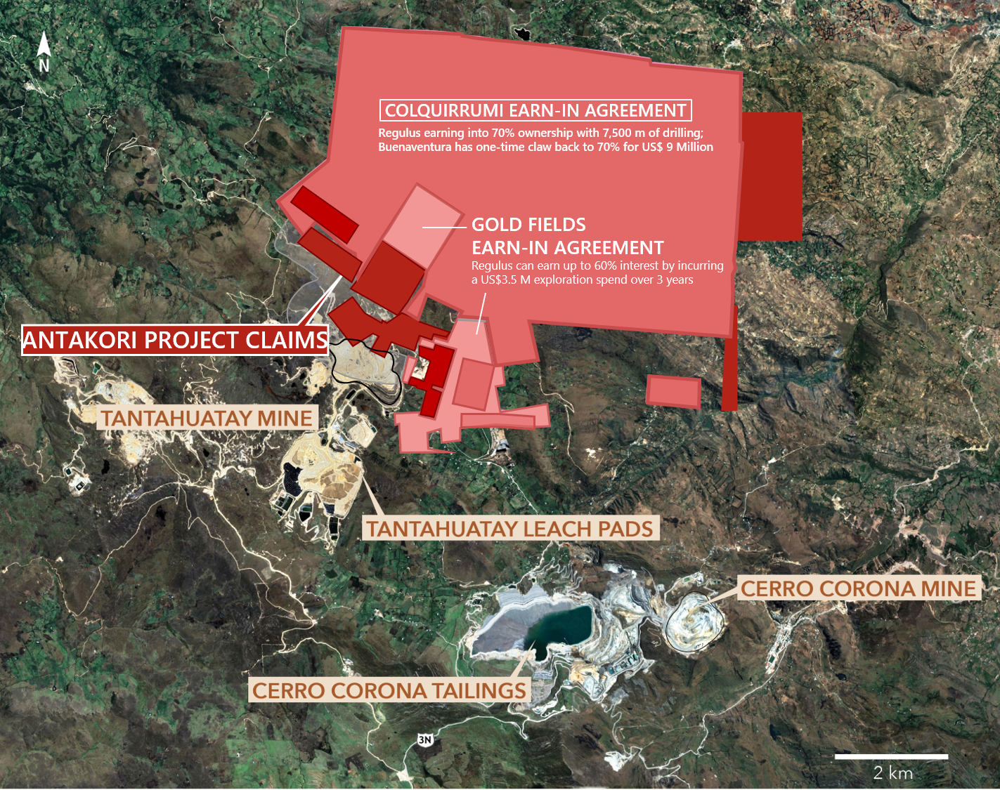 N
COLQUIRRUMI EARN-IN AGREEMENT
Regulus earning into 70% ownership with 7,500 m of drilling;
Buenaventura has one-time claw back to 70% for US$ 9 Million
GOLD FIELDS
EARN-IN AGREEMENT
Regulus can earn up to 60% interest by incurring
a US$3.5 M exploration spend over 3 years
ANTAKORI PROJECT CLAIMS
TANTAHUATAY MINE
TANTAHUATAY LEACH PADS
CERRO CORONA MINE
CERRO CORONA TAILINGS
3N
2 km